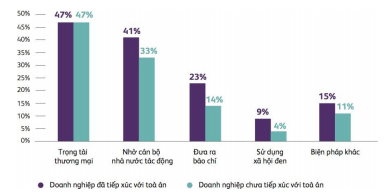 50%
45%
40%
35%
30%
25%
20%
15%
10%
5%
0%
47% 47%
41%
33%
23%
14%
9%
4%
15%
11%
Trọng tài
thương mại
Nhờ cán bộ
nhà nước tác động
Đưa ra
báo chí
Sử dụng
xã hội đen
Biện pháp khác
Doanh nghiệp đã tiếp xúc với toà án
Doanh nghiệp chưa tiếp xúc với toà án